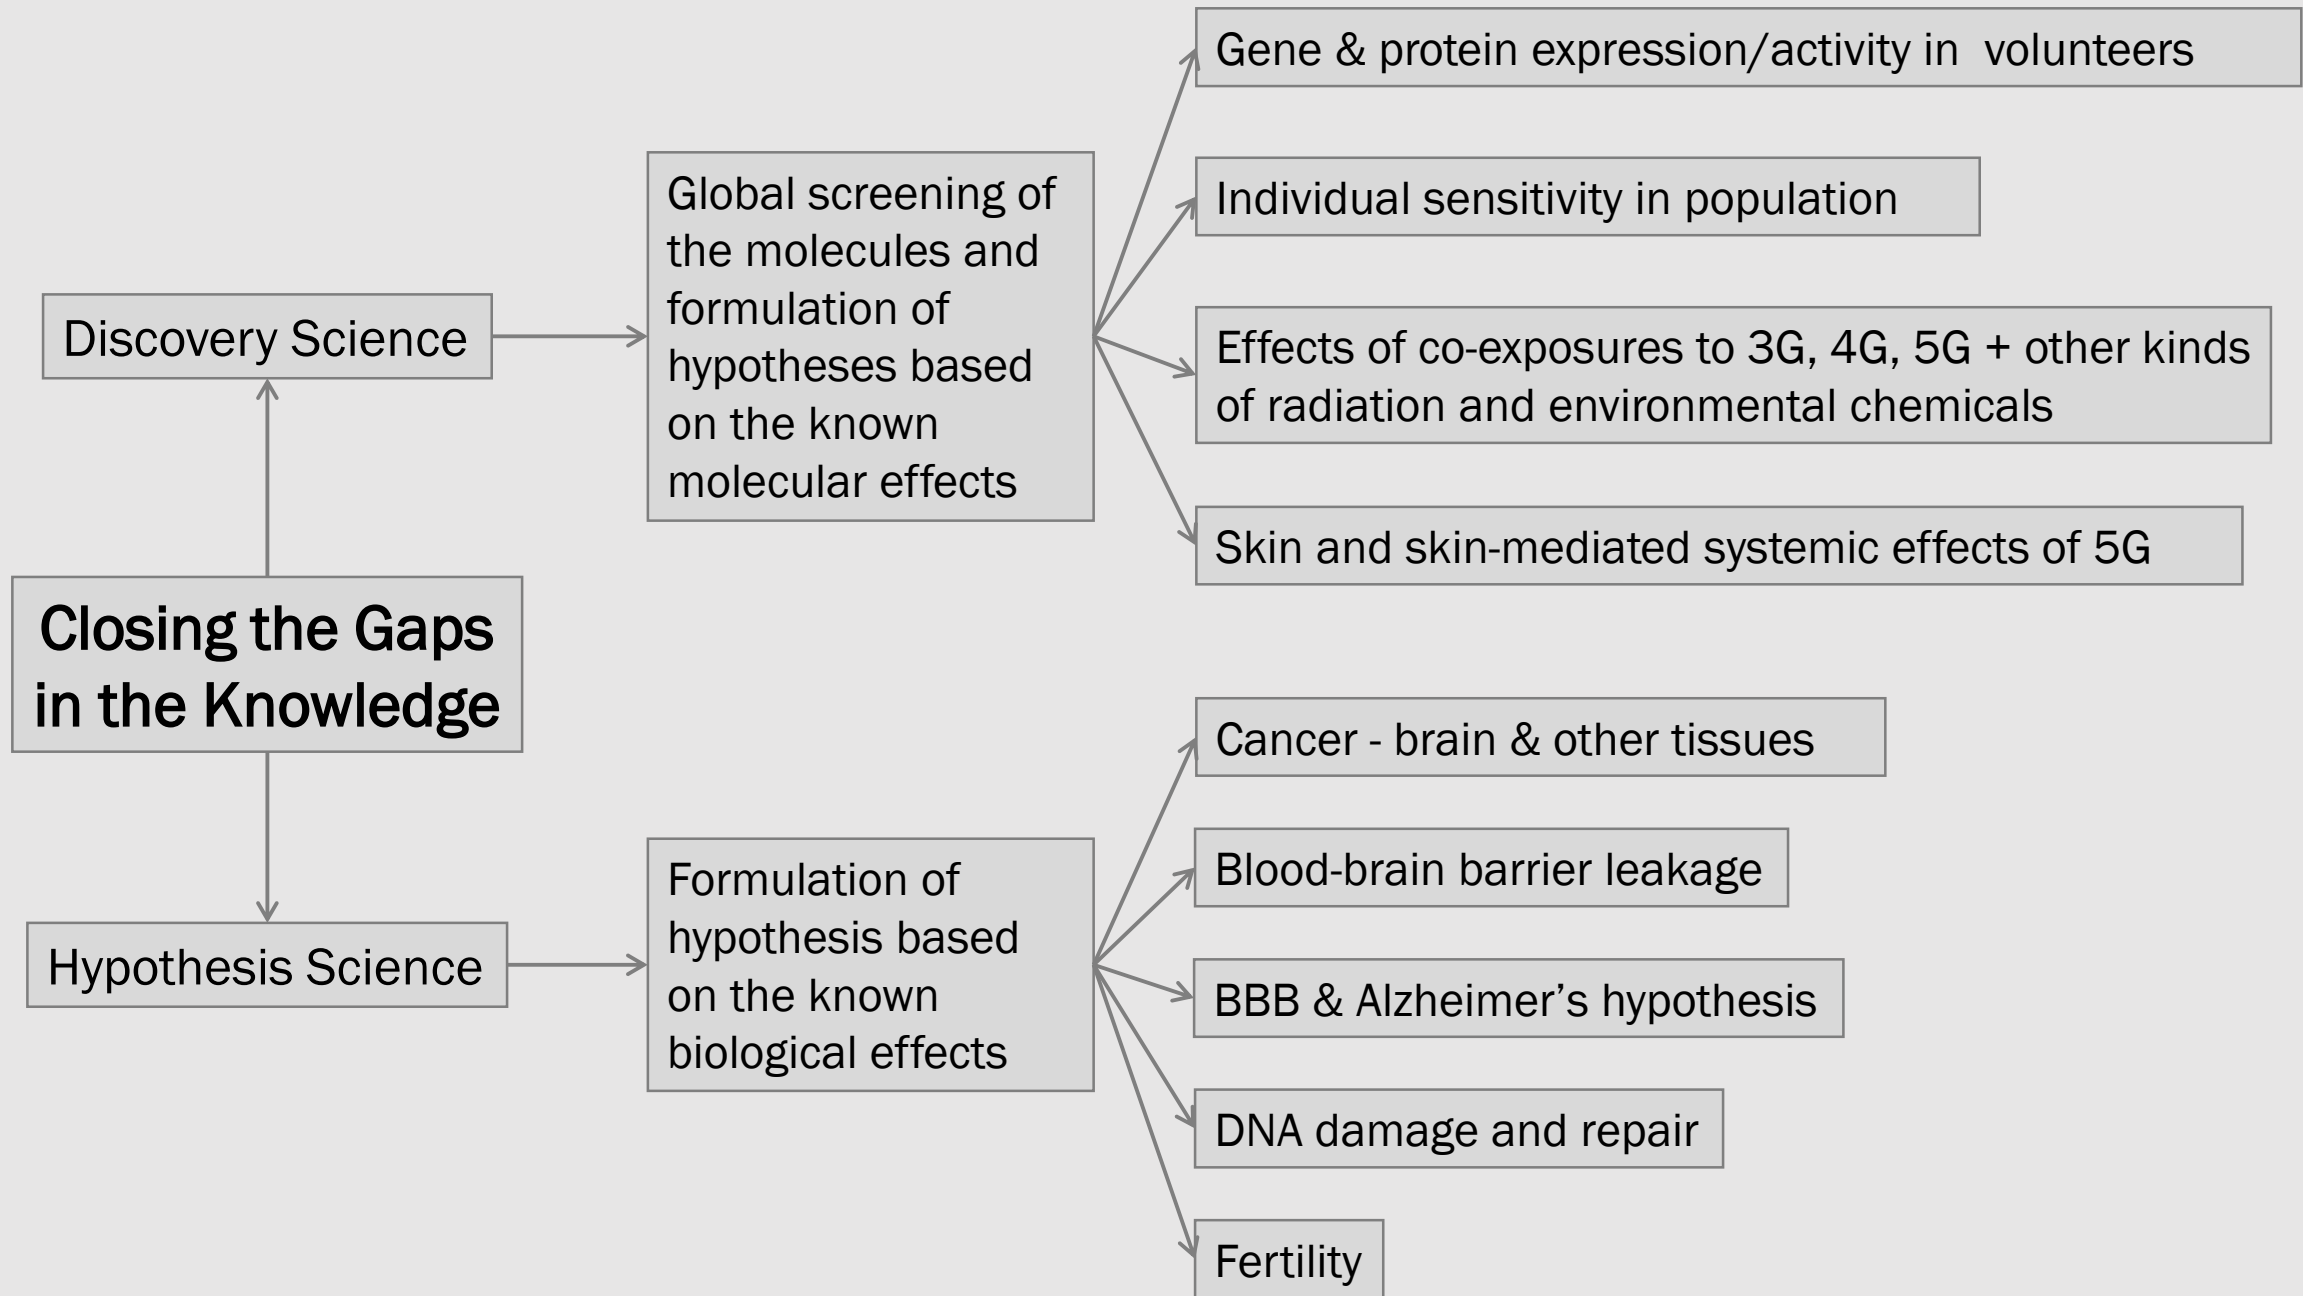 Gene & protein expression/activity in  volunteers
Individual sensitivity in population
Effects of co-exposures to 3G, 4G, 5G + other kinds
of radiation and environmental chemicals
Skin and skin-mediated systemic effects of 5G
Global screening of
the molecules and
formulation of
hypotheses based
on the known
molecular effects
Discovery Science
Closing the Gaps
in the Knowledge
Hypothesis Science
Formulation of
hypothesis based
on the known
biological effects
Cancer - brain & other tissues
Blood-brain barrier leakage
BBB & Alzheimer’s hypothesis
DNA damage and repair
Fertility